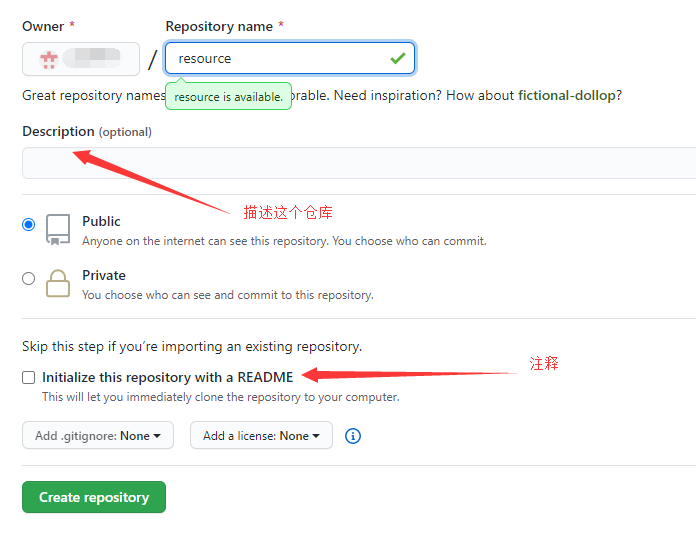 Owner *
Repository name *
/
resource
resource is available.
Great repository names orable. Need inspiration? How about fictional-dollop?
Description (optional)
描述这个仓库
Public
Anyone on the internet can see this repository. You choose who can commit.
Private
You choose who can see and commit to this repository.
Skip this step if you're importing an existing repository.
注释
Initialize this repository with a README
This will let you immediately clone the repository to your computer.
Add .gitignore: None
Add a license: None
Create repository